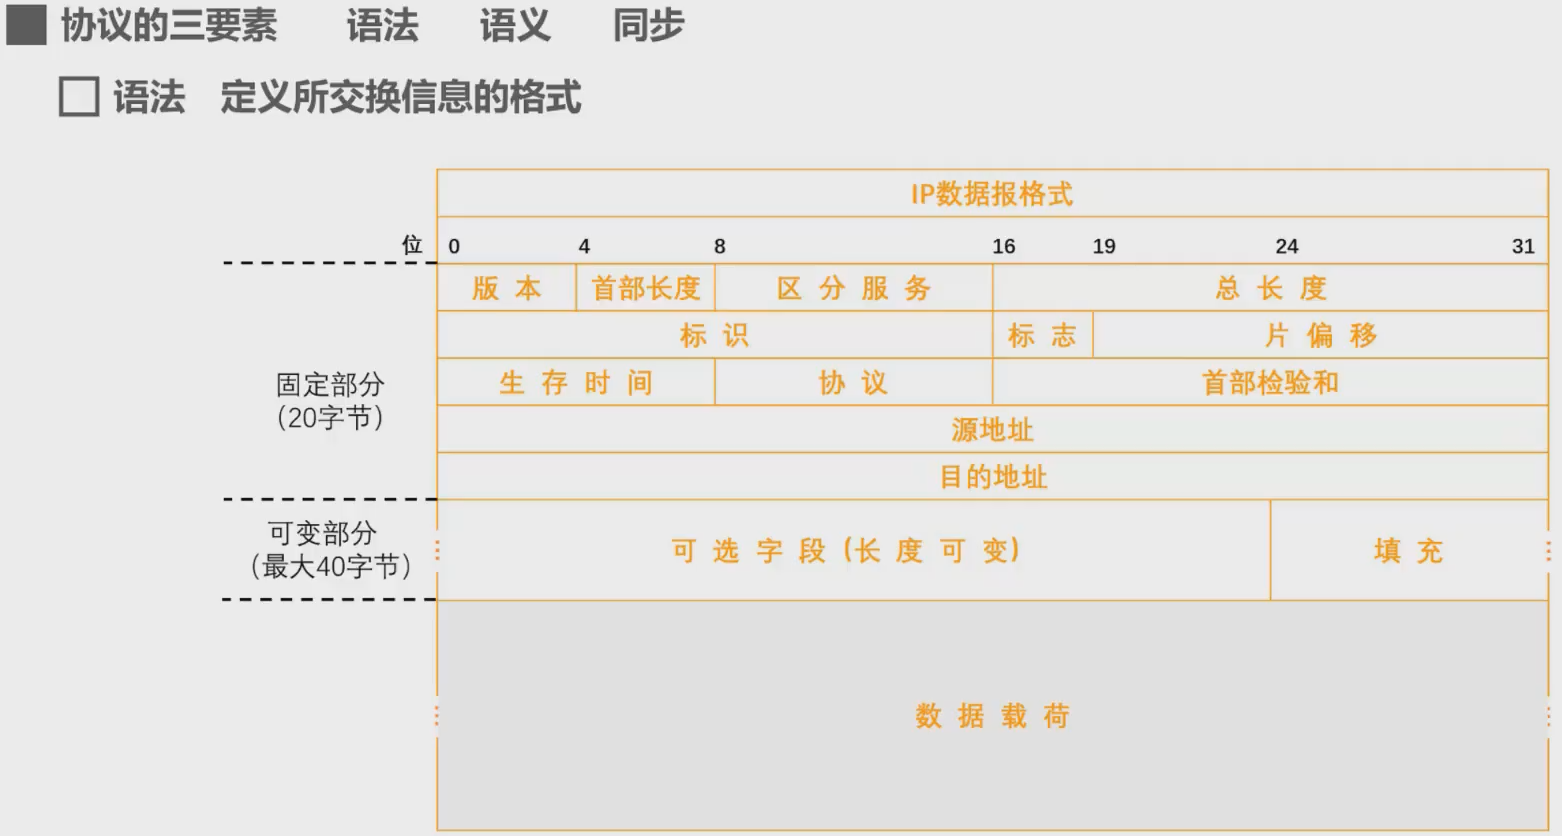 协议的三要素 语法 语义 同步
语法 定义所交换信息的格式
IP数据报格式
位 0 4 8 16 19 24 31
版本 首部长度 区分服务 总长度
标识 标志 片偏移
固定部分
(20字节)
生存时间 协议 首部检验和
源地址
目的地址
可变部分
(最大40字节)
可选字段(长度可变) 填充
数据载荷